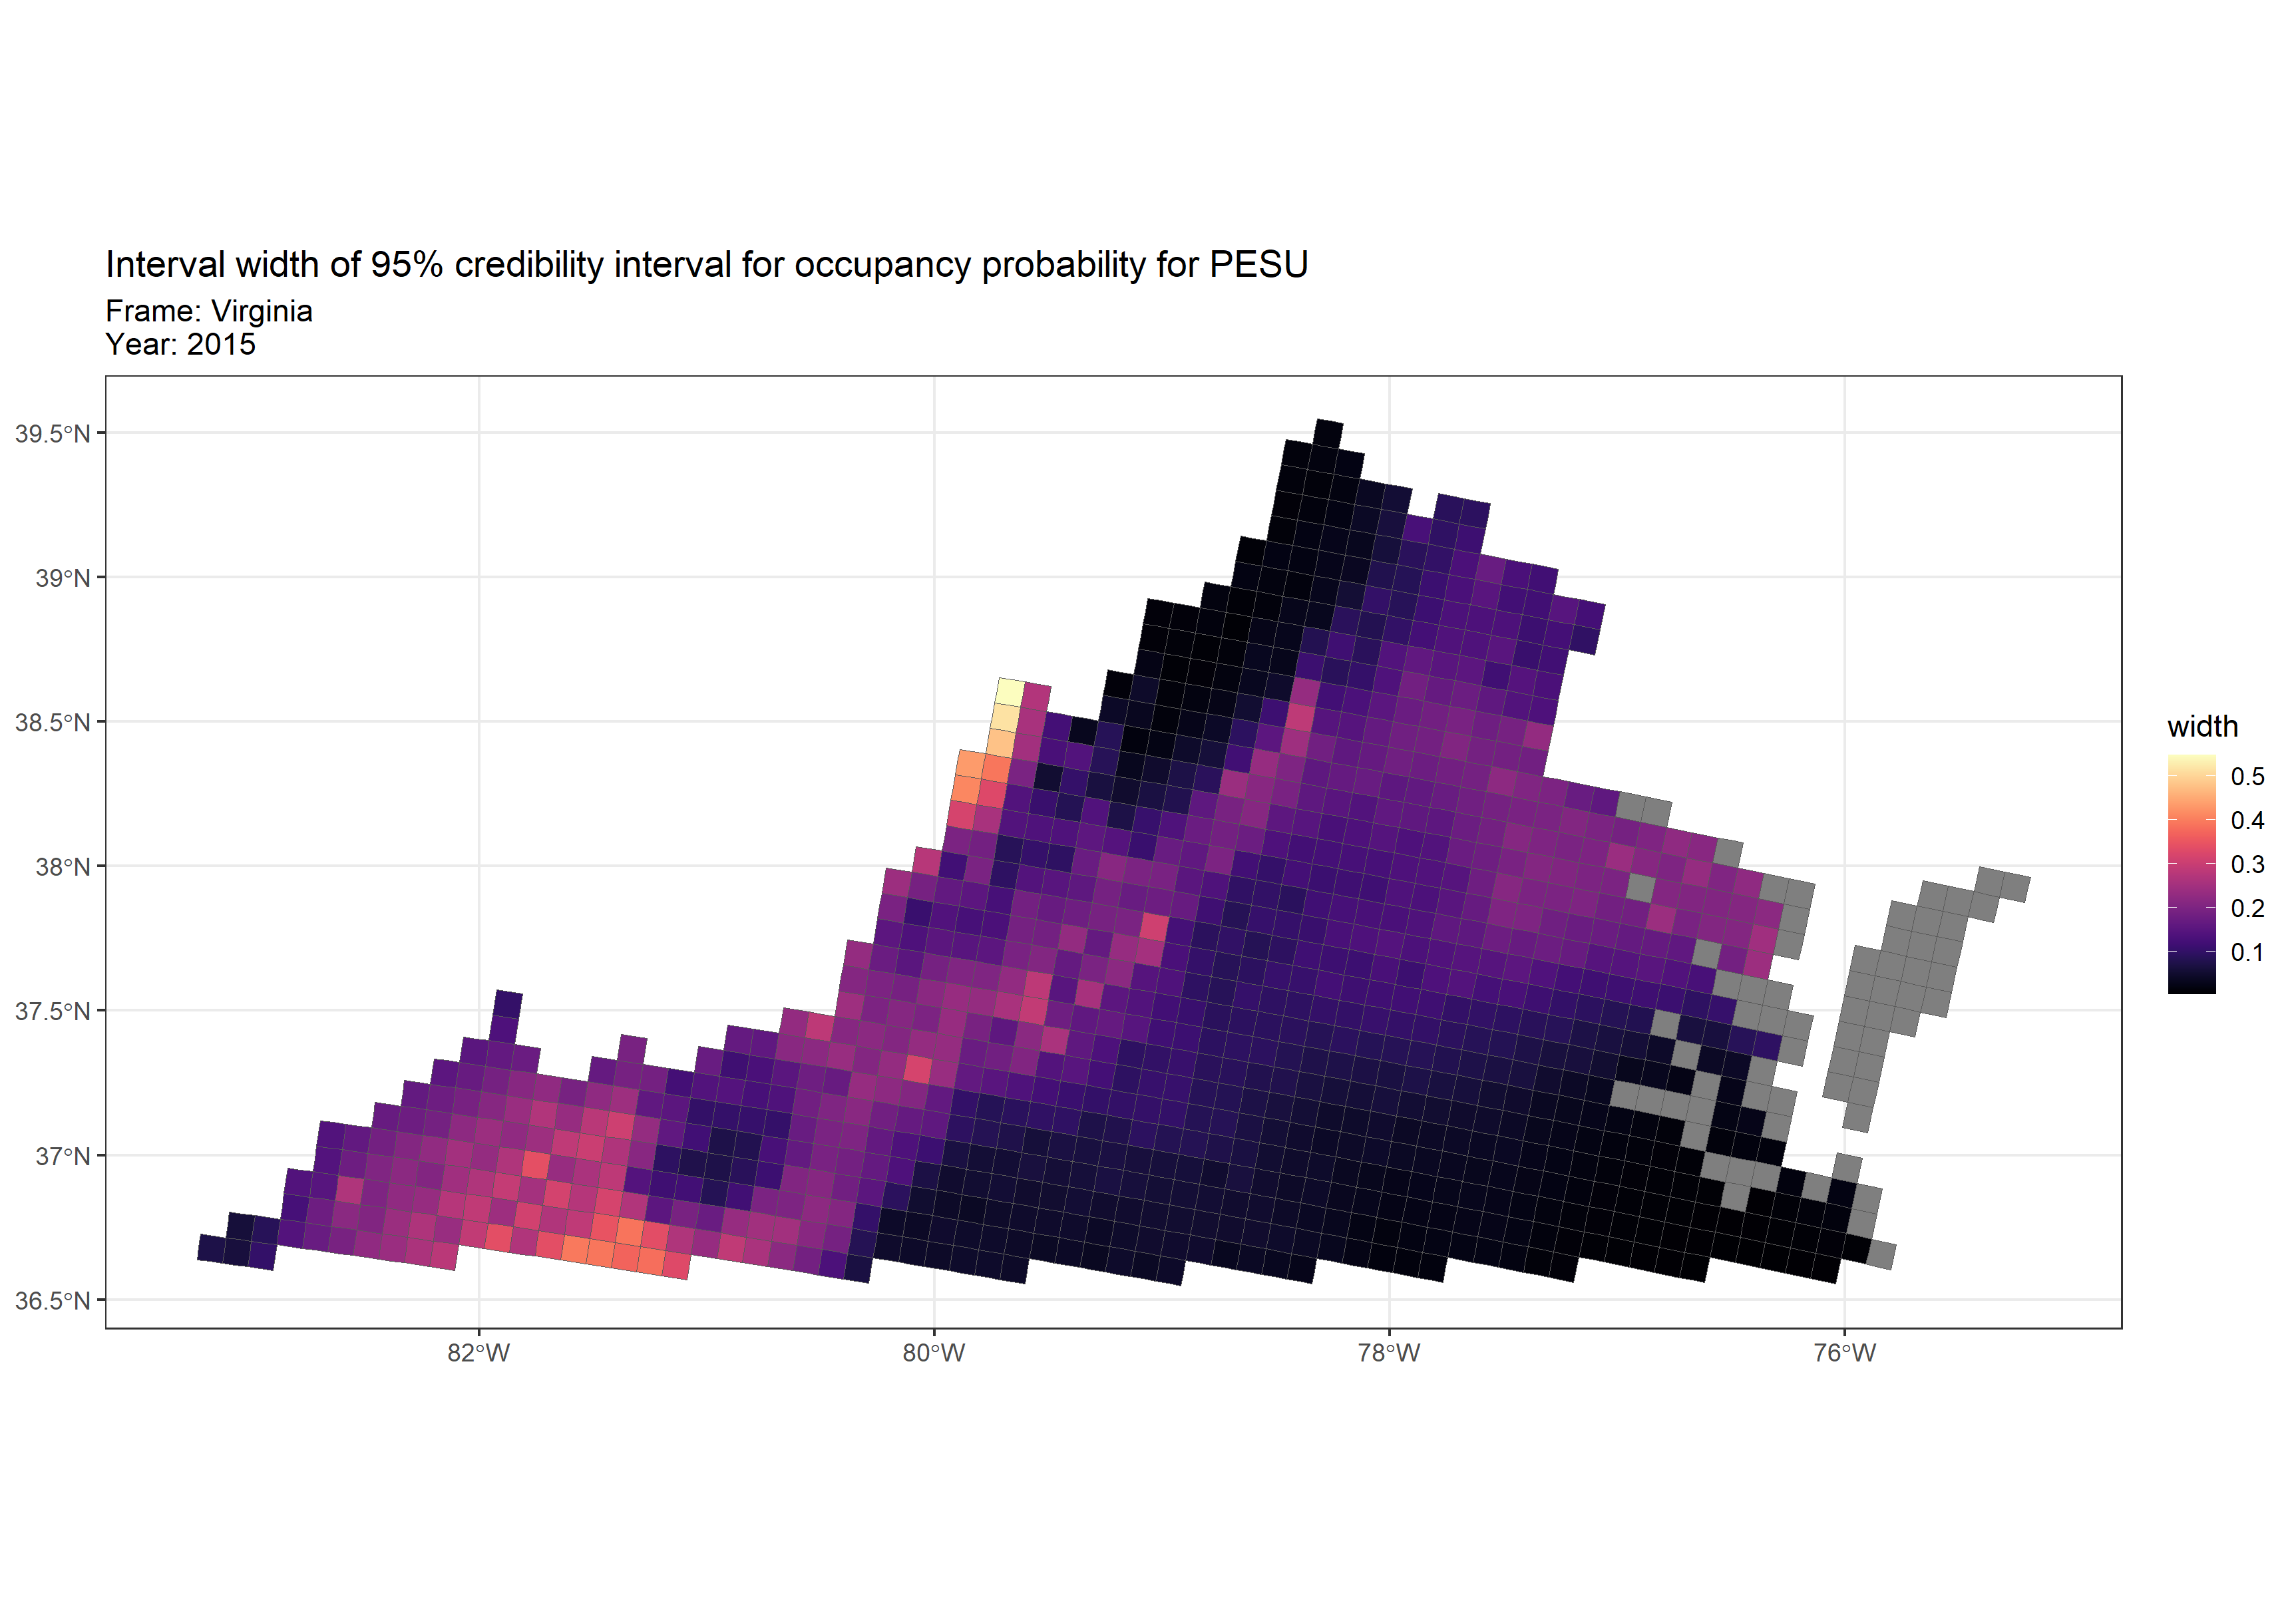 Interval width of 95% credibility interval for occupancy probability for PESU
Frame: Virginia
Year: 2015
39.5°N
39°N
38.5°N
38°N
37.5°N
37°N
36.5°N
82°W
80°W
78°W
76°W
width
0.5
0.4
0.3
0.2
0.1